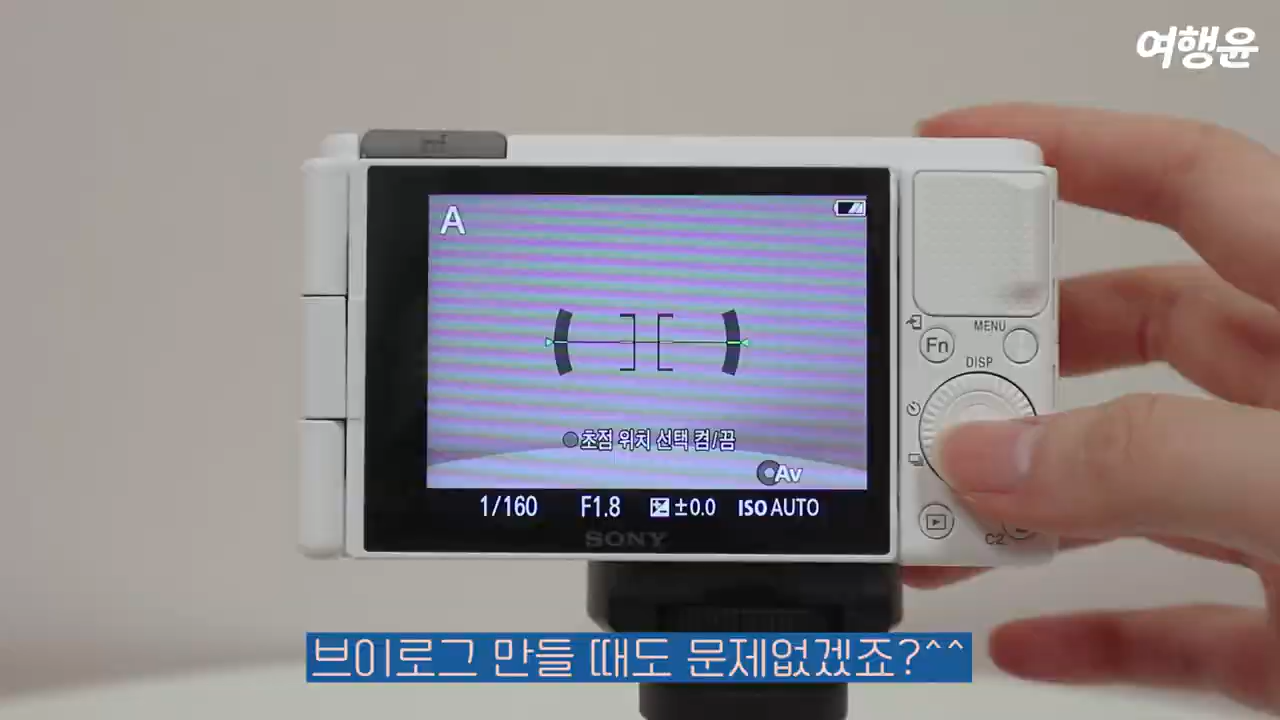 여행윤
A
초점 위치 선택 켬/끔
Av
1/160 F1.8 ±0.0 ISO AUTO
SONY
MENU
Fn
DISP
C2
브이로그 만들 때도 문제없겠죠?^^